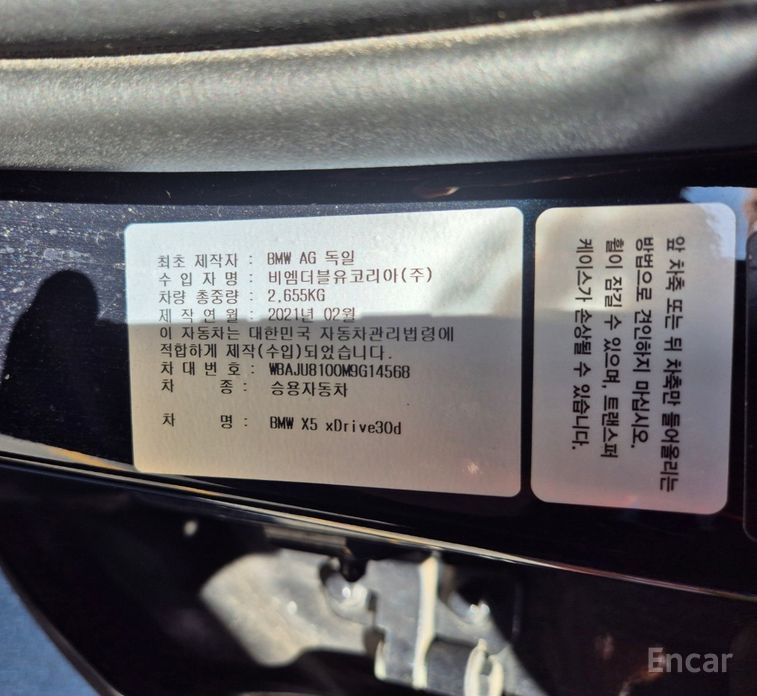 최초 제작자 : BMW AG 독일
수 입 자 명 : 비엠더블유코리아(주)
차량 총중량 : 2,655KG
제 작 연 월 : 2021년 02월
이 자동차는 대한민국 자동차관리법령에
적합하게 제작(수입)되었습니다.
차 대 번 호 : WBAJU8100M9G14568
차 종 : 승용자동차
차 명 : BMW X5 xDrive30d
앞 차축 또는 뒤 차축만 들어올리는
방법으로 견인하지 마십시오.
휠이 잠길 수 있으며, 트랜스퍼
케이스가 손상될 수 있습니다.
Encar